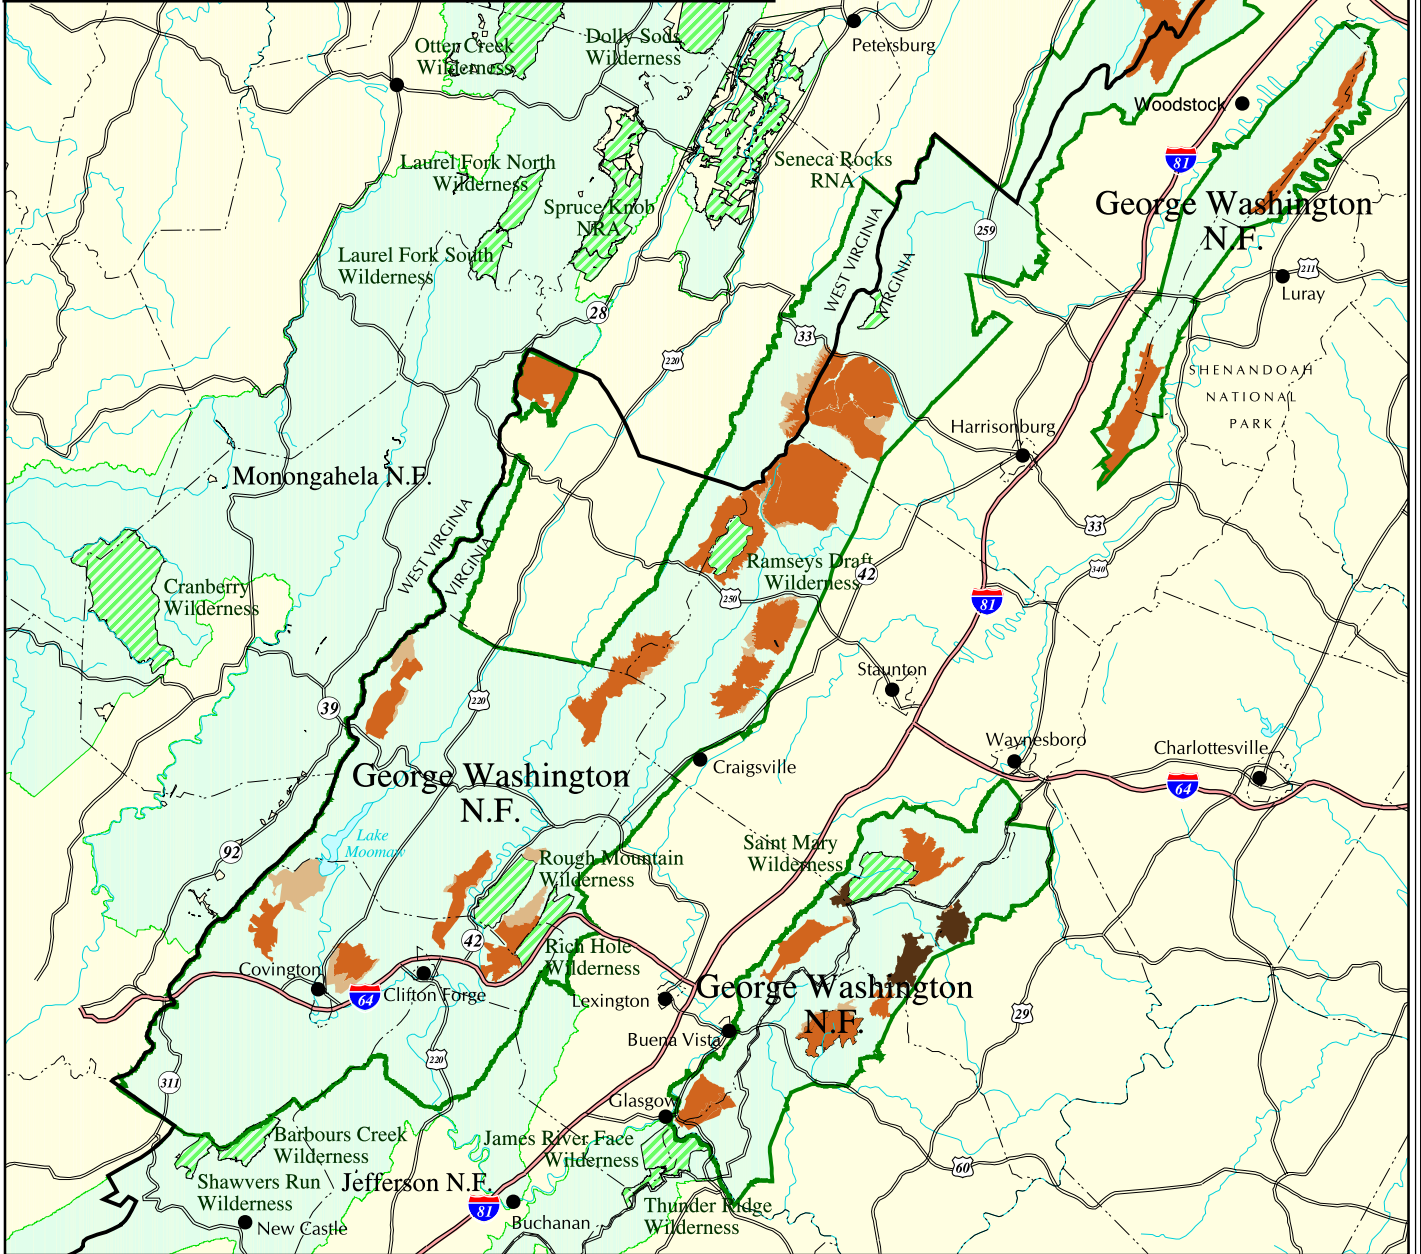 Otter Creek
Wilderness
Dolly Sods
Wilderness
Petersburg
Woodstock
81
Laurel Fork North
Wilderness
Seneca Rocks
RNA
George Washington
N.F.
Spruce Knob
NRA
259
Laurel Fork South
Wilderness
WEST VIRGINIA
VIRGINIA
211
Luray
28
33
220
SHENANDOAH
NATIONAL
PARK
Harrisonburg
Monongahela N.F.
WEST VIRGINIA
VIRGINIA
33
Ramseys Draft
Wilderness
42
340
Cranberry
Wilderness
250
81
Staunton
39
220
Waynesboro
Charlottesville
George Washington
N.F.
Craigsville
64
Lake
Moomaw
Saint Mary
Wilderness
92
Rough Mountain
Wilderness
42
Rich Hole
Wilderness
Covington
64
Clifton Forge
Lexington
George Washington
N.F.
29
Buena Vista
220
311
Glasgow
Barbours Creek
Wilderness
James River Face
Wilderness
60
Shawvers Run
Wilderness
Jefferson N.F.
81
Thunder Ridge
Wilderness
New Castle
Buchanan